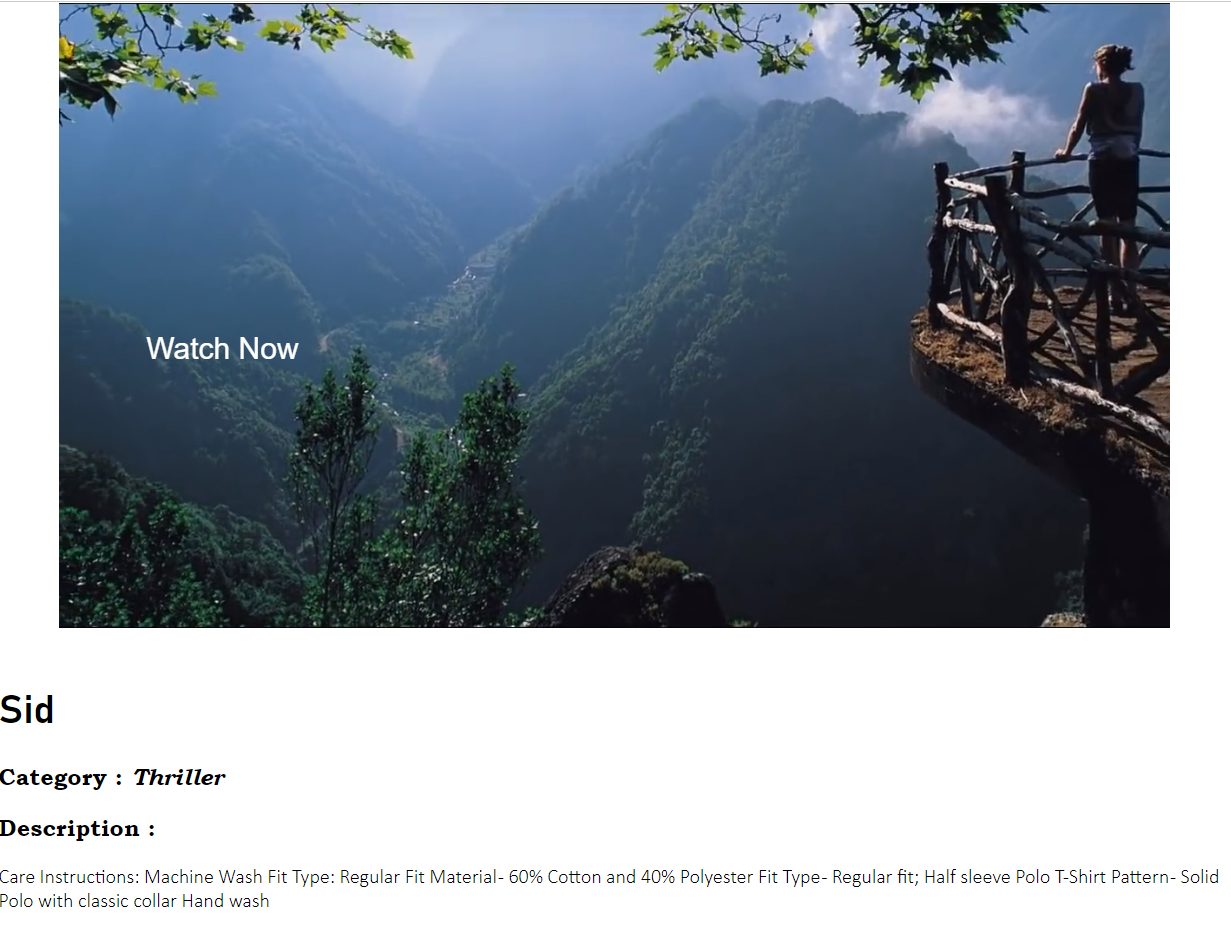 Watch Now
Sid
Category : Thriller
Description :
Care Instructions: Machine Wash Fit Type: Regular Fit Material- 60% Cotton and 40% Polyester Fit Type- Regular fit; Half sleeve Polo T-Shirt Pattern- Solid
Polo with classic collar Hand wash